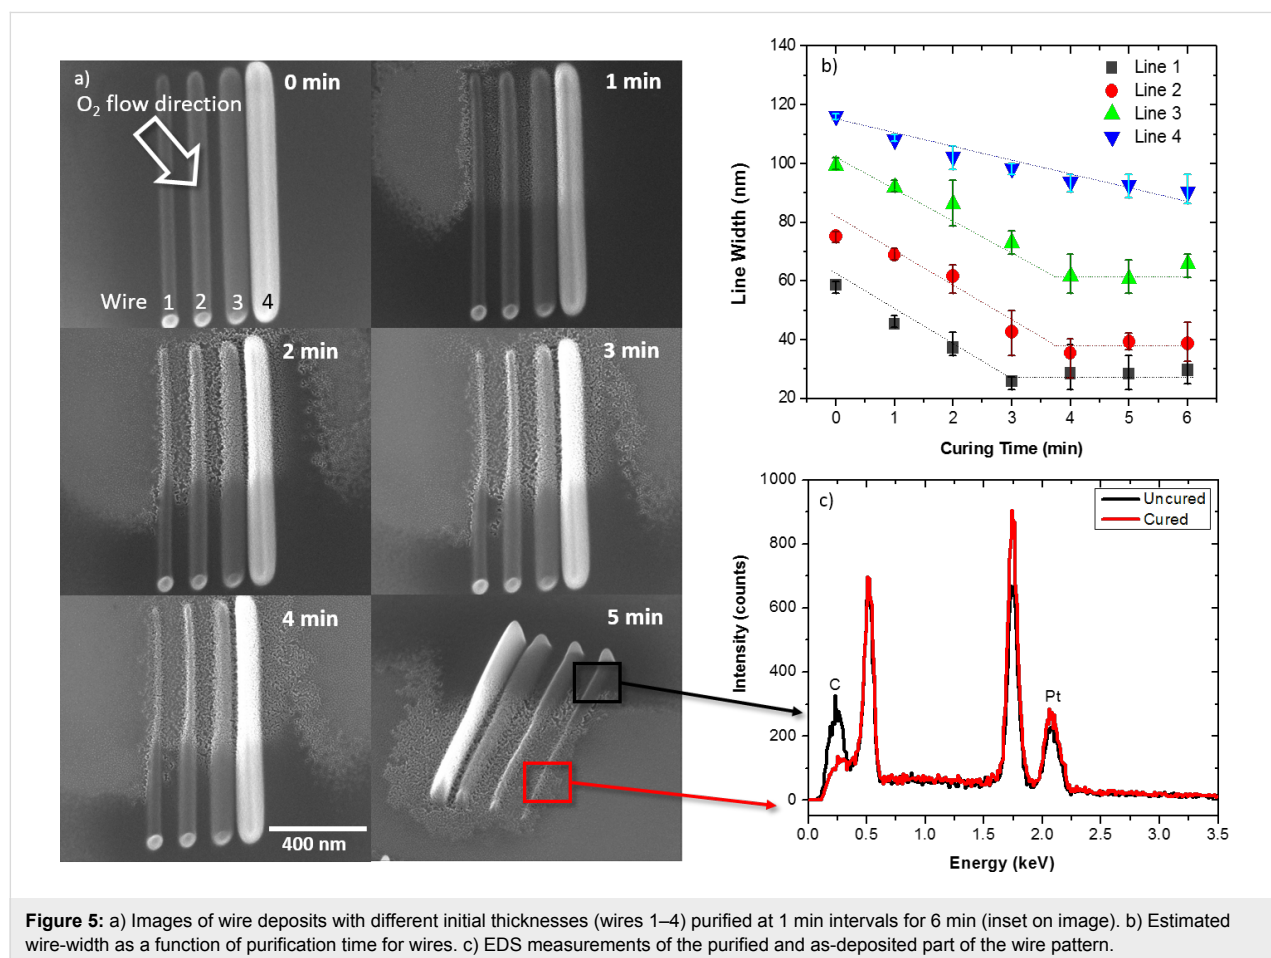 a)
0 min
O2 flow direction
Wire 1 2 3 4
1 min
2 min
3 min
4 min
400 nm
5 min
b)
Line 1
Line 2
Line 3
Line 4
140
120
100
80
60
40
20
Line Width (nm)
0 1 2 3 4 5 6
Curing Time (min)
c)
Uncured
Cured
1000
800
600
400
200
0
Intensity (counts)
C
Pt
0.0 0.5 1.0 1.5 2.0 2.5 3.0 3.5
Energy (keV)
Figure 5: a) Images of wire deposits with different initial thicknesses (wires 1–4) purified at 1 min intervals for 6 min (inset on image). b) Estimated
wire-width as a function of purification time for wires. c) EDS measurements of the purified and as-deposited part of the wire pattern.